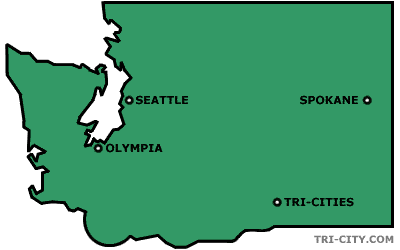 SEATTLE
SPOKANE
OLYMPIA
TRI-CITIES
TRI-CITY.COM